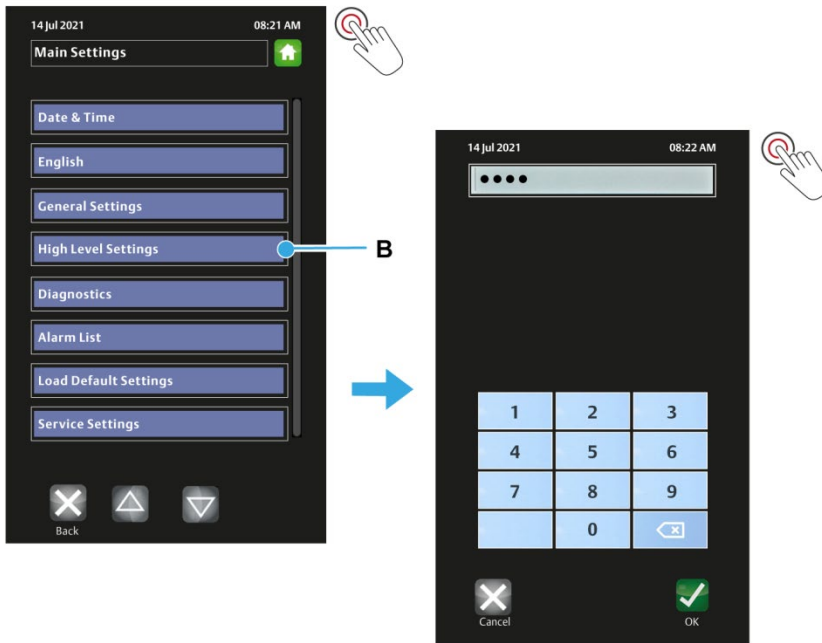 14 Jul 2021 08:21 AM
Main Settings
Date & Time
English
General Settings
High Level Settings
B
Diagnostics
Alarm List
Load Default Settings
Service Settings
Back
14 Jul 2021 08:22 AM
••••
1 2 3
4 5 6
7 8 9
0
Cancel OK